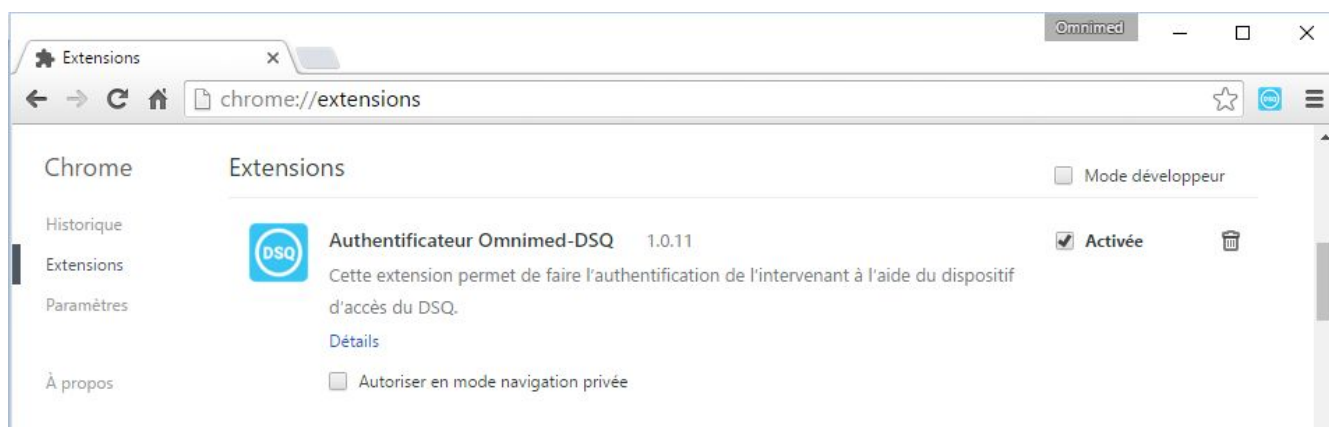 Omnimed
Extensions
chrome://extensions
DSQ
Chrome
Extensions
Mode développeur
Historique
Extensions
Paramètres
À propos
DSQ
Authentificateur Omnimed-DSQ 1.0.11
Activée
Cette extension permet de faire l'authentification de l'intervenant à l'aide du dispositif
d'accès du DSQ.
Détails
Autoriser en mode navigation privée